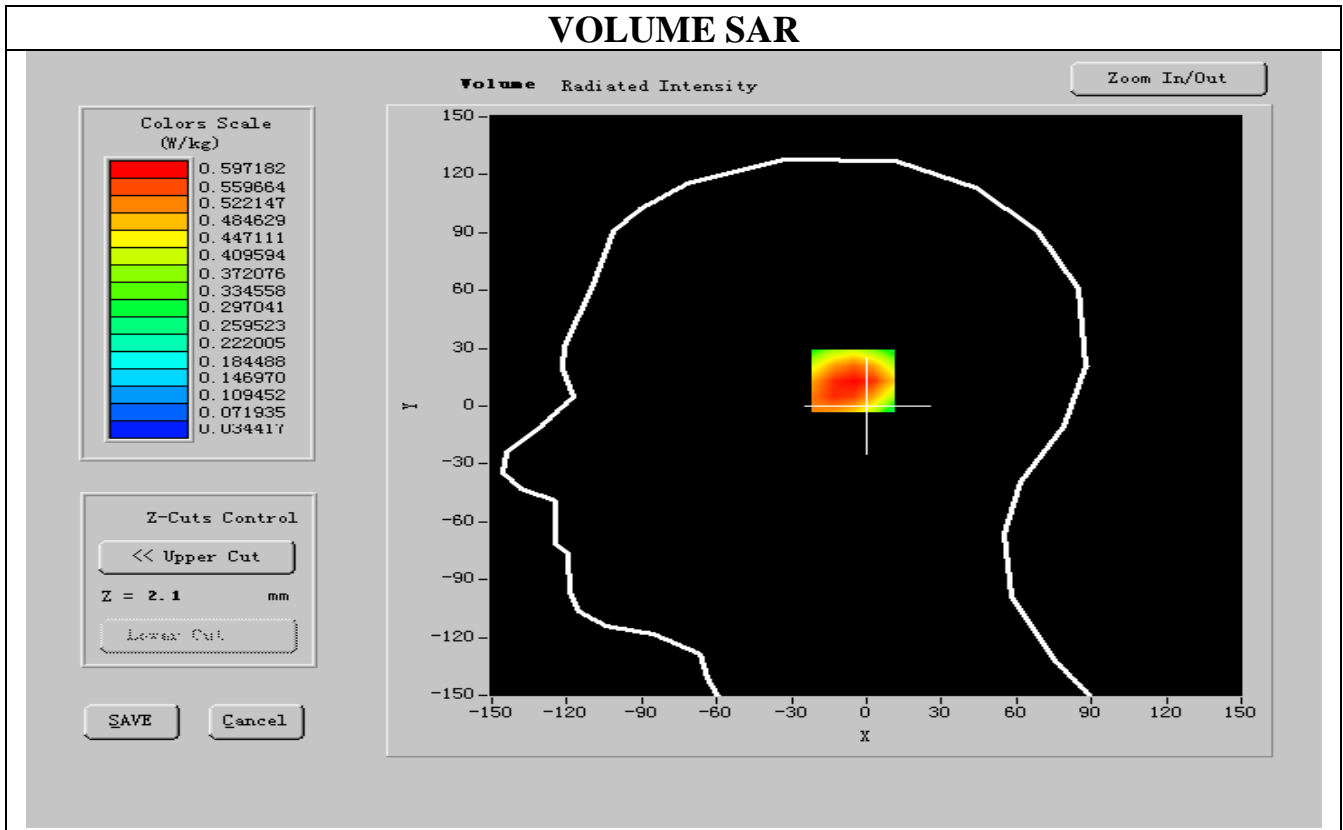 VOLUME SAR
Volume Radiated Intensity
Zoom In/Out
Colors Scale
(W/kg)
0.597182
0.559664
0.522147
0.484629
0.447111
0.409594
0.372076
0.334558
0.297041
0.259523
0.222005
0.184488
0.146970
0.109452
0.071935
0.034417
Z-Cuts Control
<< Upper Cut
Z = 2.1 mm
Lower Cut
SAVE Cancel
150
120
90
60
30
0
-30
-60
-90
-120
-150
Y
-150 -120 -90 -60 -30 0 30 60 90 120 150
X